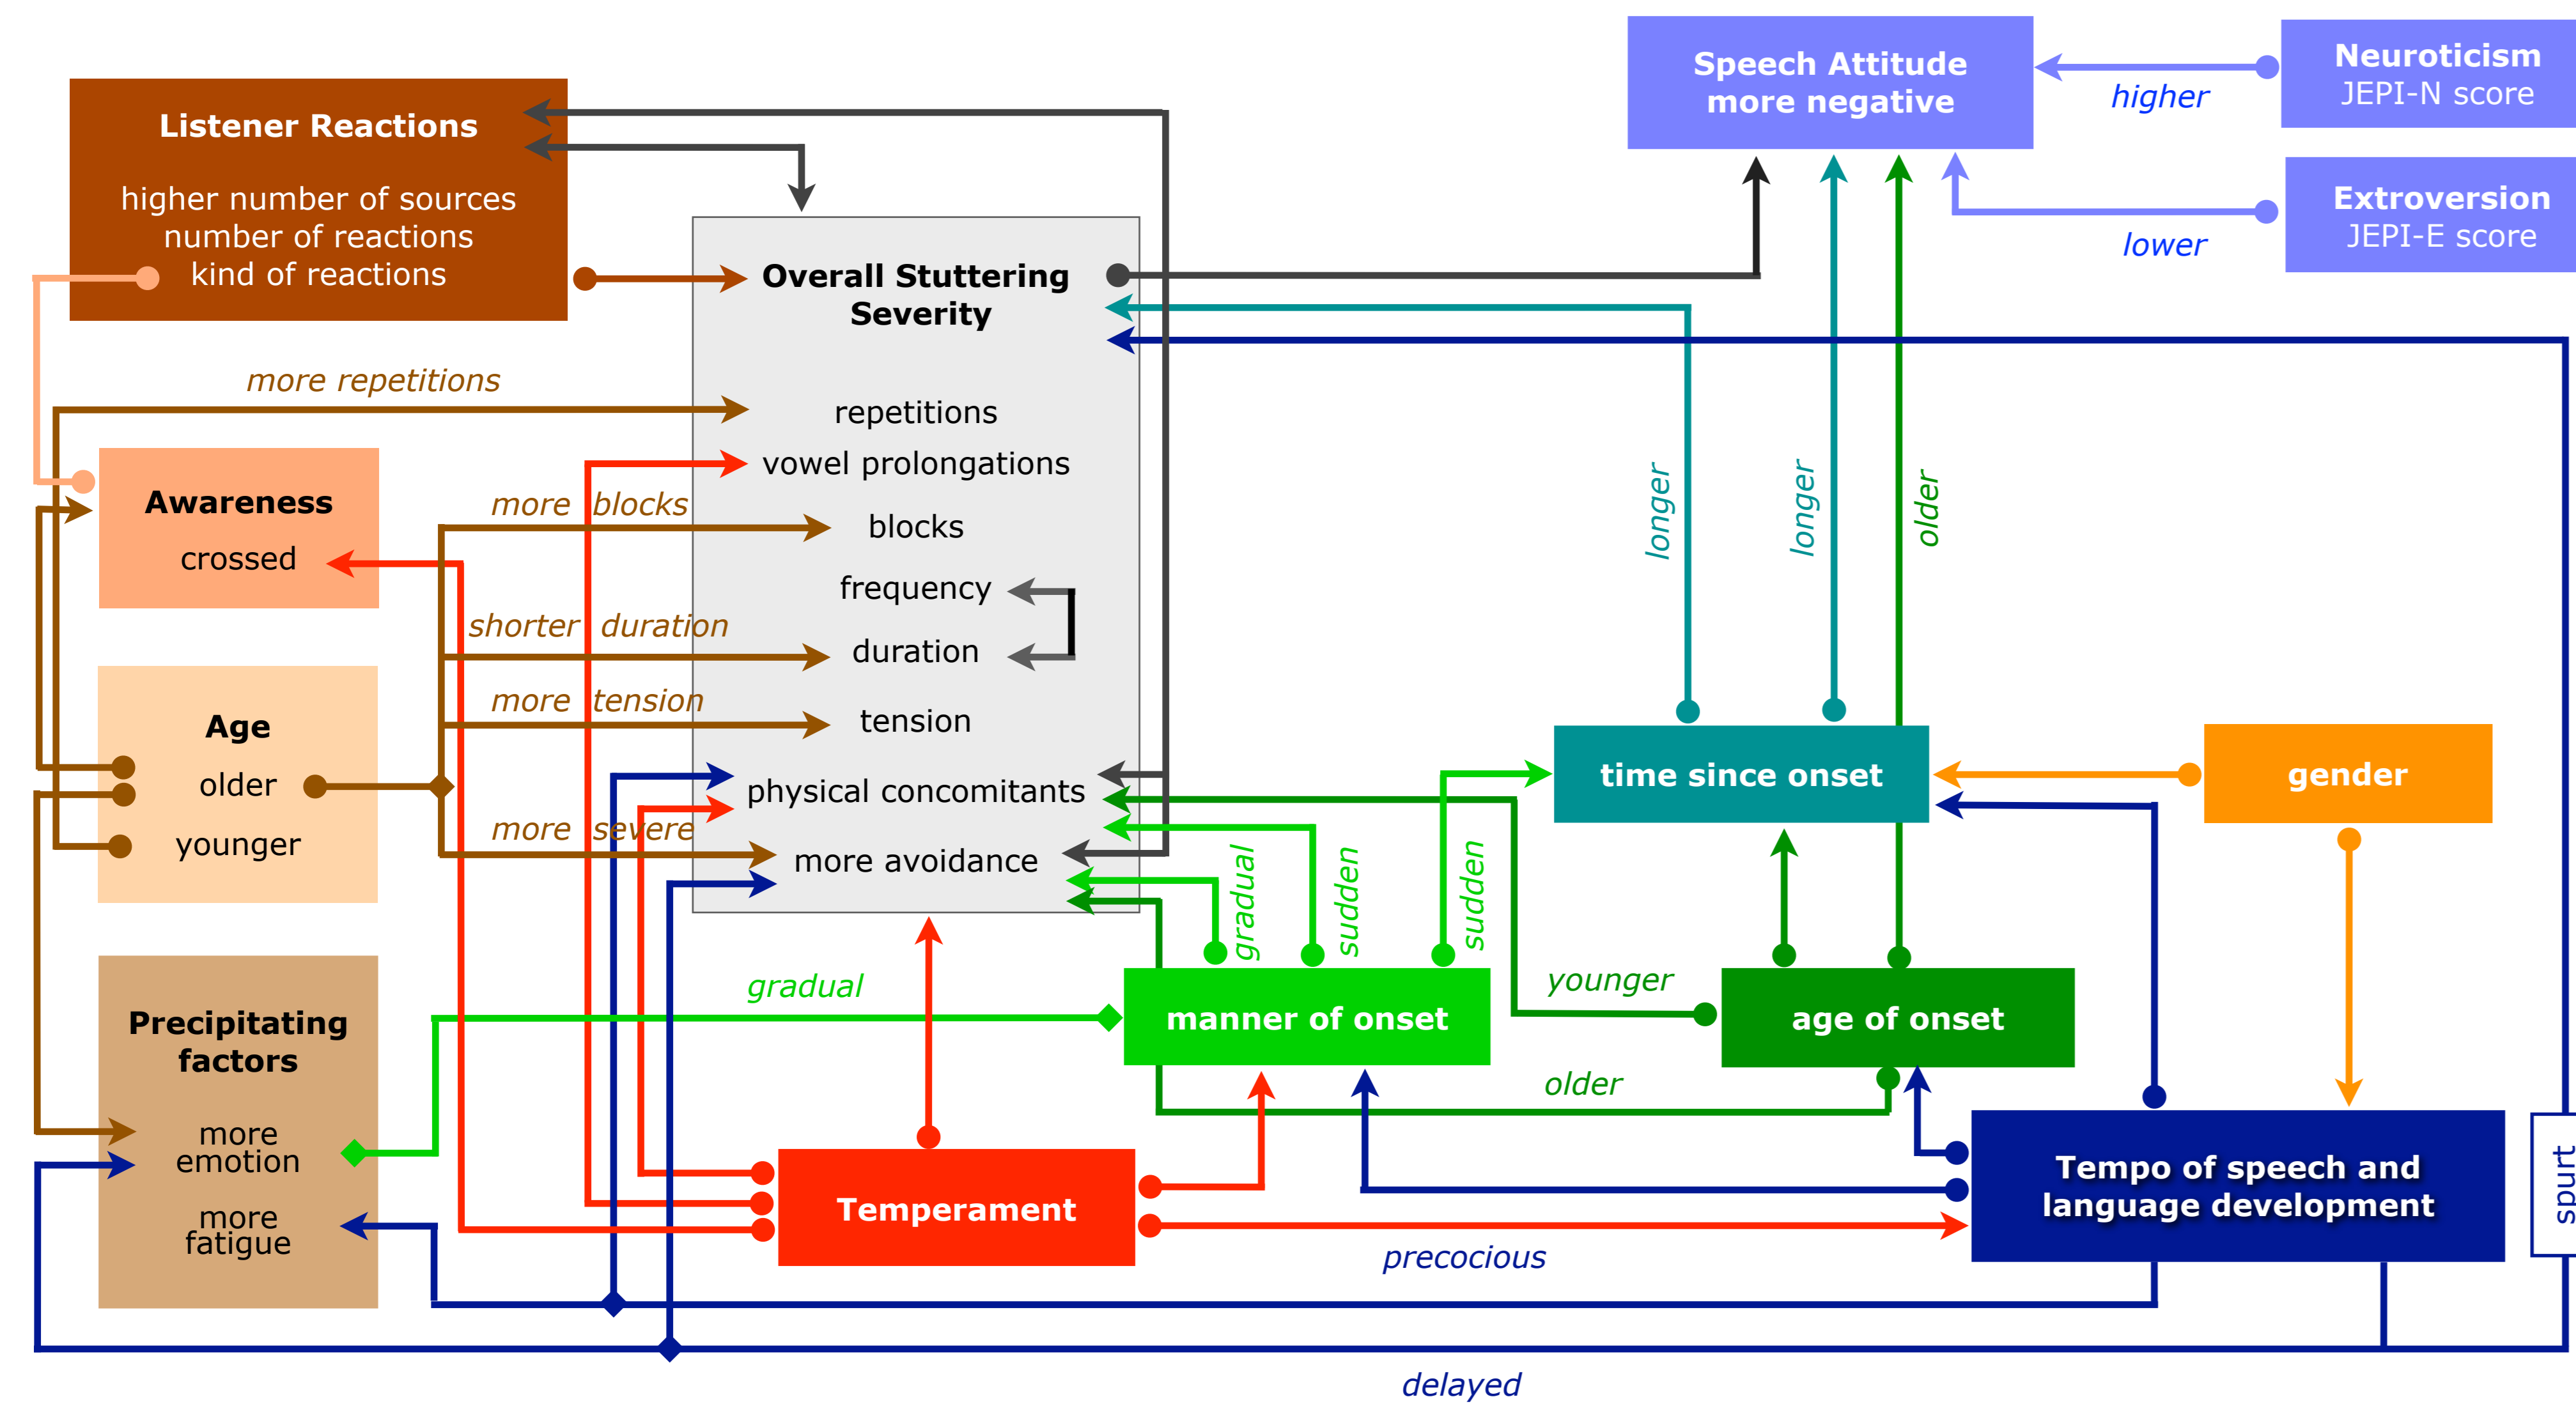 Listener Reactions
higher number of sources
number of reactions
kind of reactions
Speech Attitude
more negative
higher
Neuroticism
JEPI-N score
lower
Extroversion
JEPI-E score
Overall Stuttering
Severity
repetitions
vowel prolongations
blocks
frequency
duration
tension
physical concomitants
more avoidance
more repetitions
Awareness
crossed
more blocks
shorter duration
more tension
more severe
Age
older
younger
Precipitating
factors
more
emotion
more
fatigue
longer
longer
older
time since onset
gender
gradual
sudden
sudden
gradual
manner of onset
younger
age of onset
older
Temperament
precocious
Tempo of speech and
language development
spurt
delayed